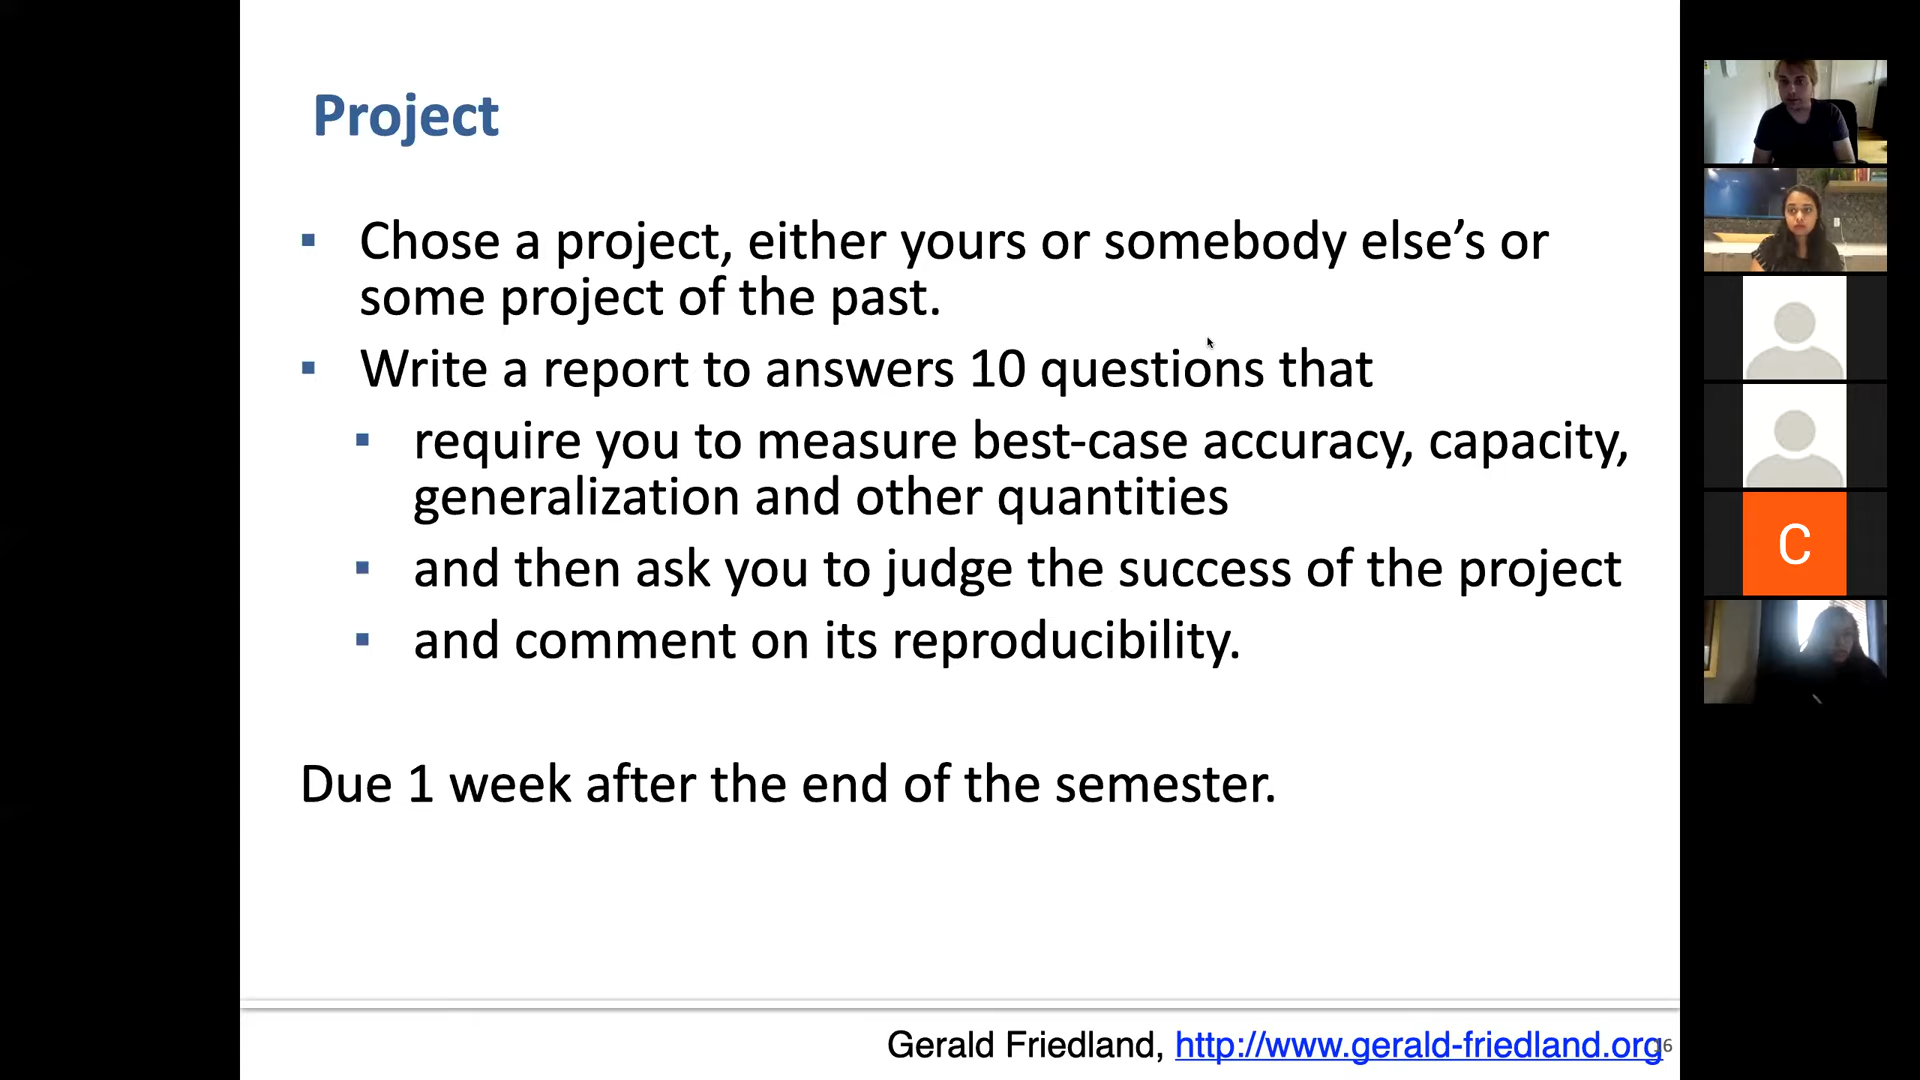 Project
▪ Chose a project, either yours or somebody else’s or
some project of the past.
▪ Write a report to answers 10 questions that
▪ require you to measure best-case accuracy, capacity,
generalization and other quantities
▪ and then ask you to judge the success of the project
▪ and comment on its reproducibility.
Due 1 week after the end of the semester.
Gerald Friedland, http://www.gerald-friedland.org
C